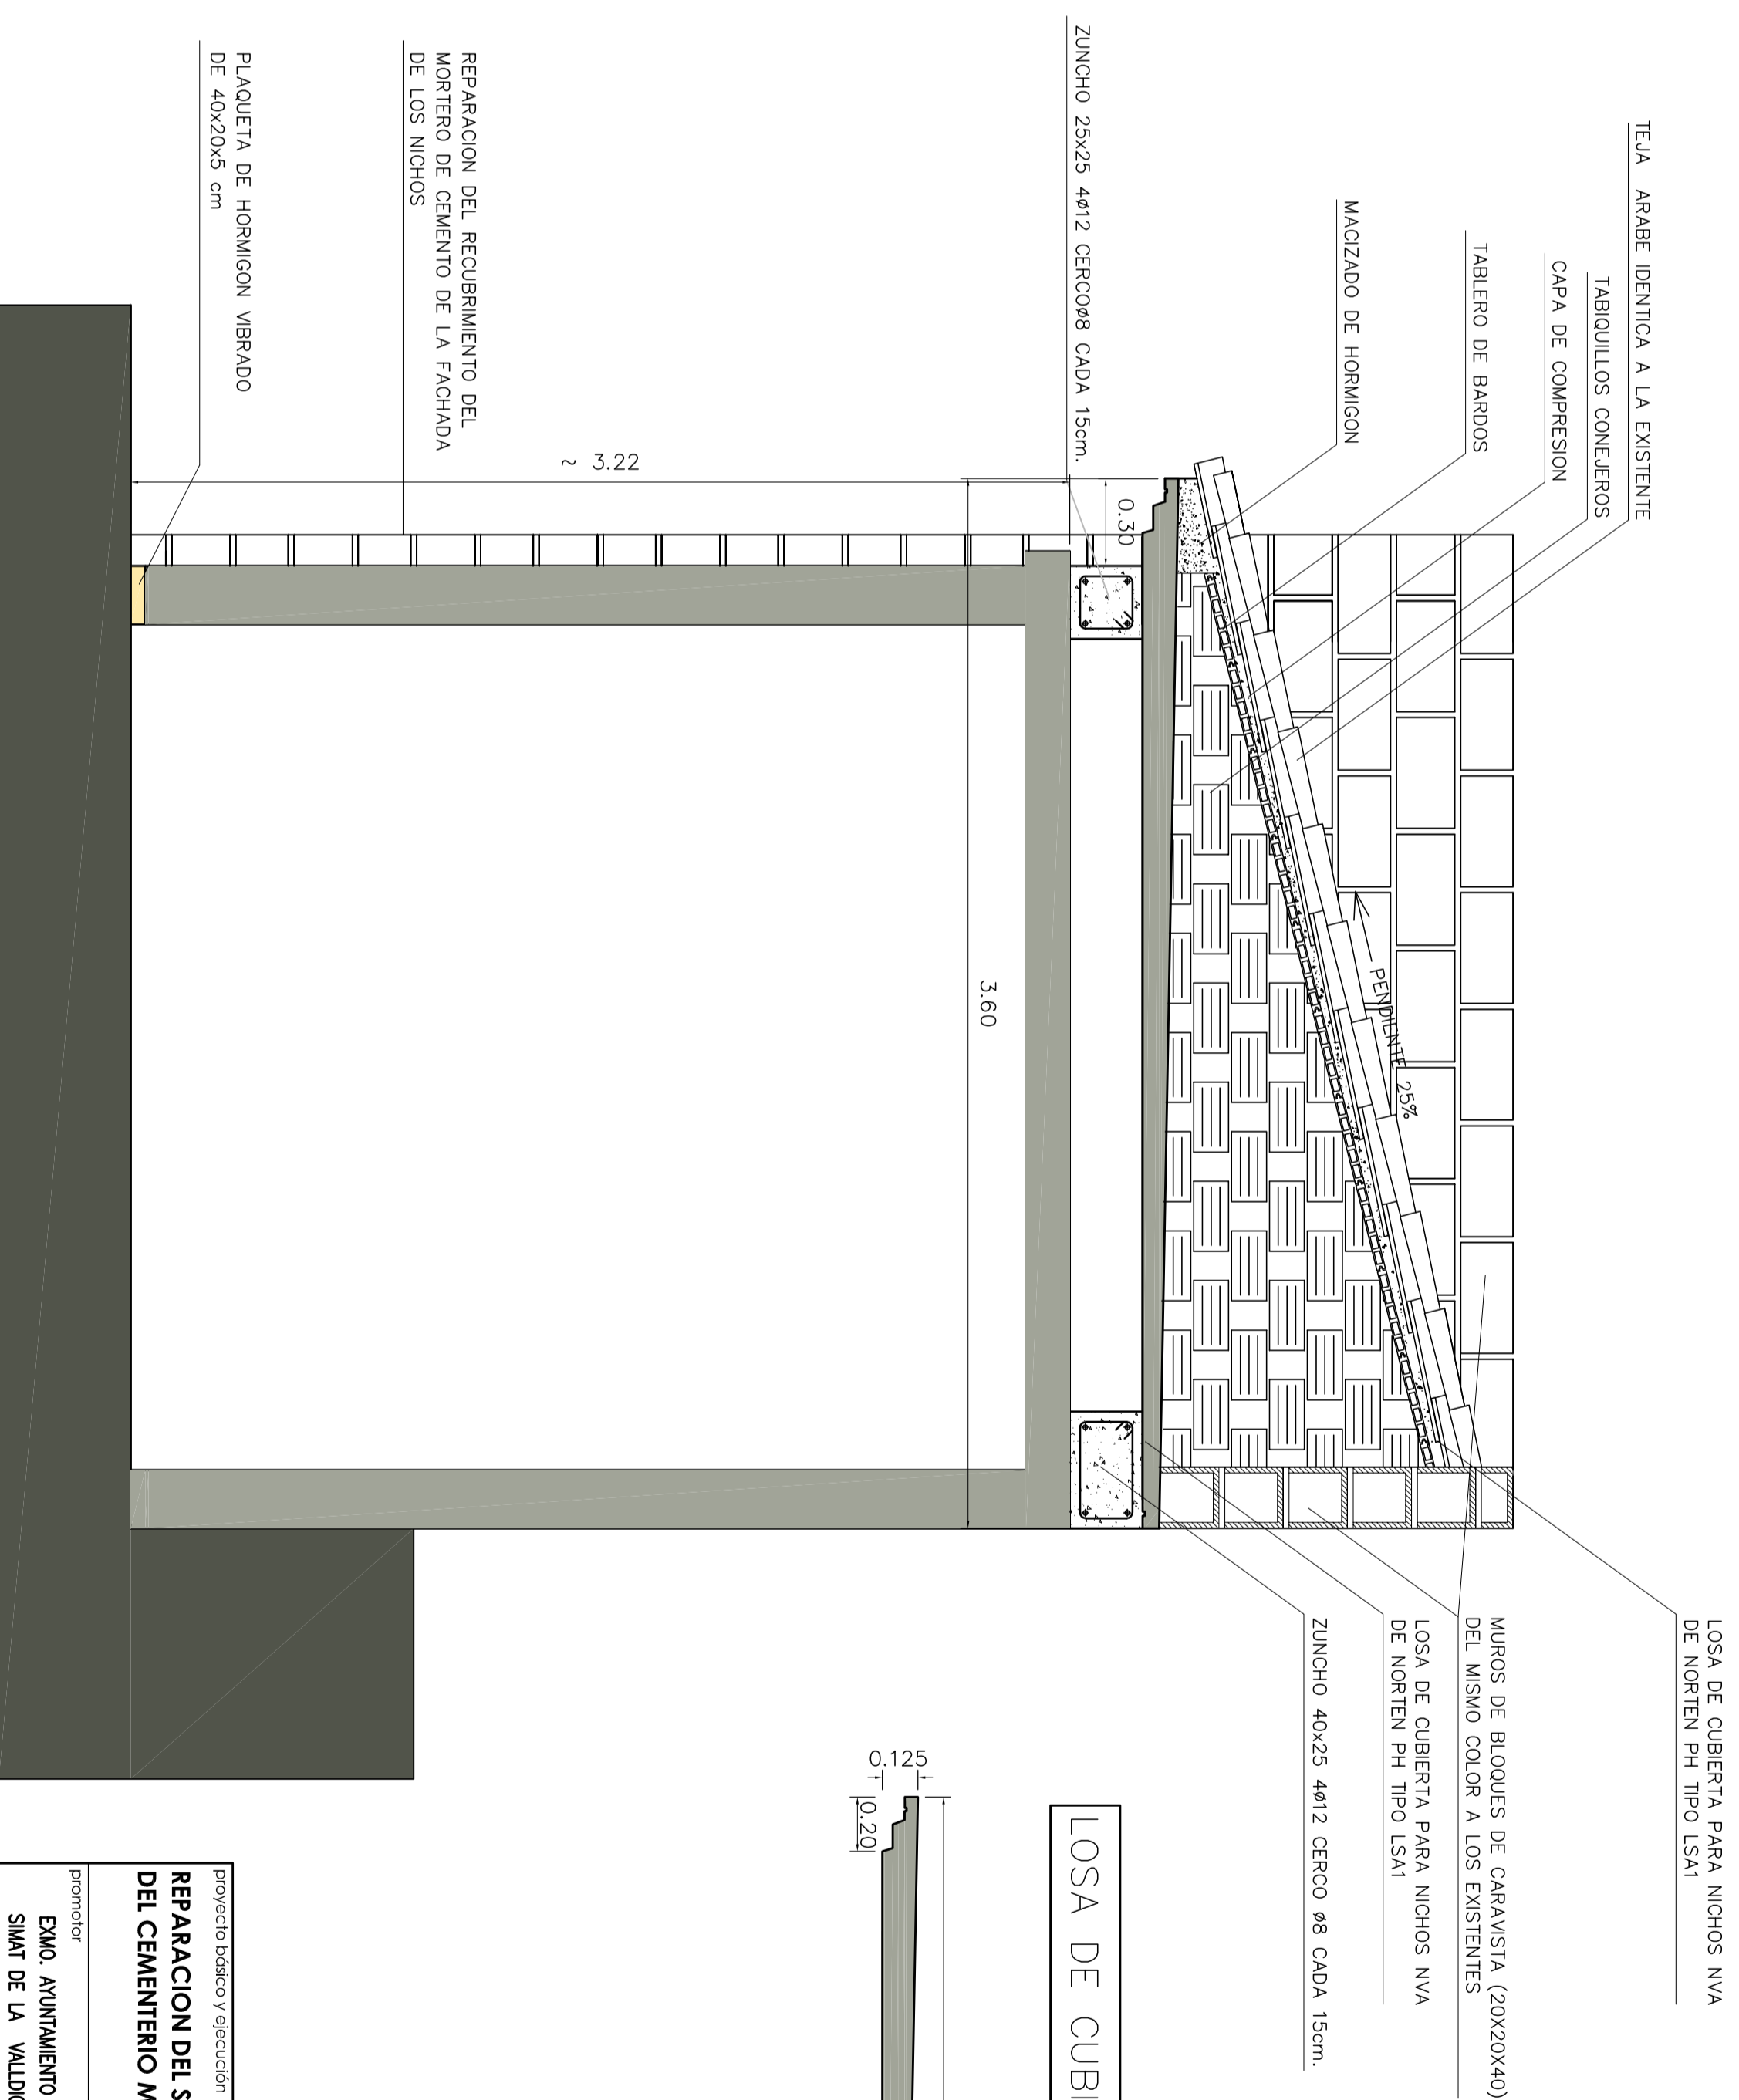 TEJA ARABE IDENTICA A LA EXISTENTE
TABIQUILLOS CONEJEROS
CAPA DE COMPRESION
TABLERO DE BARDOS
MACIZADO DE HORMIGON
ZUNCHO 25x25 4ø12 CERCOø8 CADA 15cm.
REPARACION DEL RECUBRIMIENTO DEL
MORTERO DE CEMENTO DE LA FACHADA
DE LOS NICHOS
PLAQUETA DE HORMIGON VIBRADO
DE 40x20x5 cm
~ 3.22
0.30
3.60
PENDIENTE 25%
LOSA DE CUBIERTA PARA NICHOS NVA
DE NORTEN PH TIPO LSA1
MUROS DE BLOQUES DE CARAVISTA (20X20X40)
DEL MISMO COLOR A LOS EXISTENTES
LOSA DE CUBIERTA PARA NICHOS NVA
DE NORTEN PH TIPO LSA1
ZUNCHO 40x25 4ø12 CERCO ø8 CADA 15cm.
LOSA DE CUBI
0.125
0.20
proyecto básico y ejecución
REPARACION DEL S
DEL CEMENTERIO M
promotor
EXMO. AYUNTAMIENTO
SIMAT DE LA VALLDIG